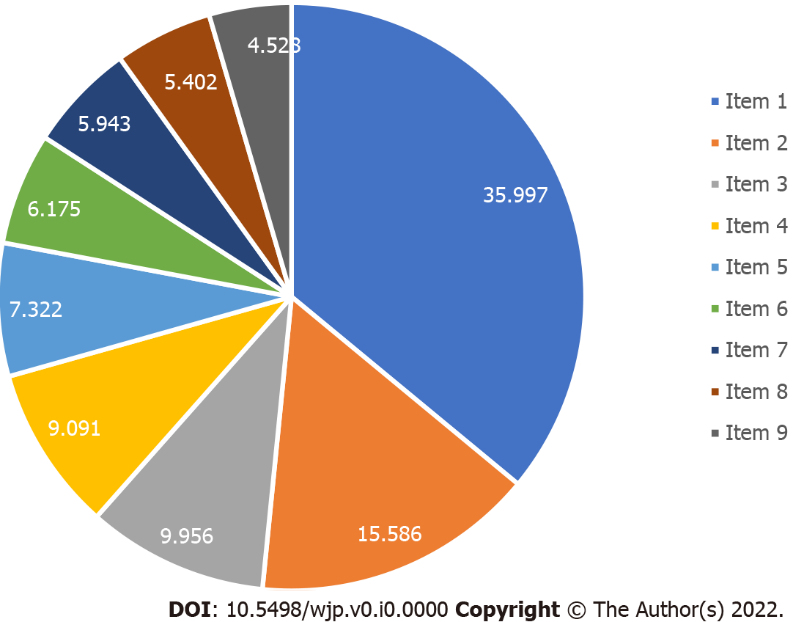 4.528
5.402
5.943
35.997
6.175
7.322
9.091
9.956
15.586
Item 1
Item 2
Item 3
Item 4
Item 5
Item 6
Item 7
Item 8
Item 9
DOI: 10.5498/wjp.v0.i0.0000 Copyright © The Author(s) 2022.